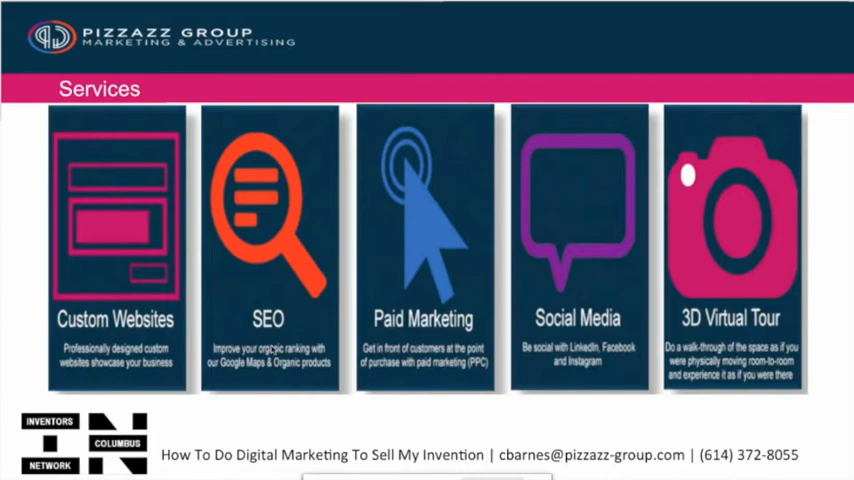 PIZZAZZ GROUP
MARKETING & ADVERTISING
Services
Custom Websites
Professionally designed custom
websites showcase your business
SEO
Improve your organic ranking with
our Google Maps & Organic products
Paid Marketing
Get in front of customers at the point
of purchase with paid marketing (PPC)
Social Media
Be social with LinkedIn, Facebook
and Instagram
3D Virtual Tour
Do a walk-through of the space as if you
were physically moving room-to-room
and experience it as if you were there
INVENTORS
COLUMBUS
NETWORK
How To Do Digital Marketing To Sell My Invention | cbarnes@pizzazz-group.com | (614) 372-8055